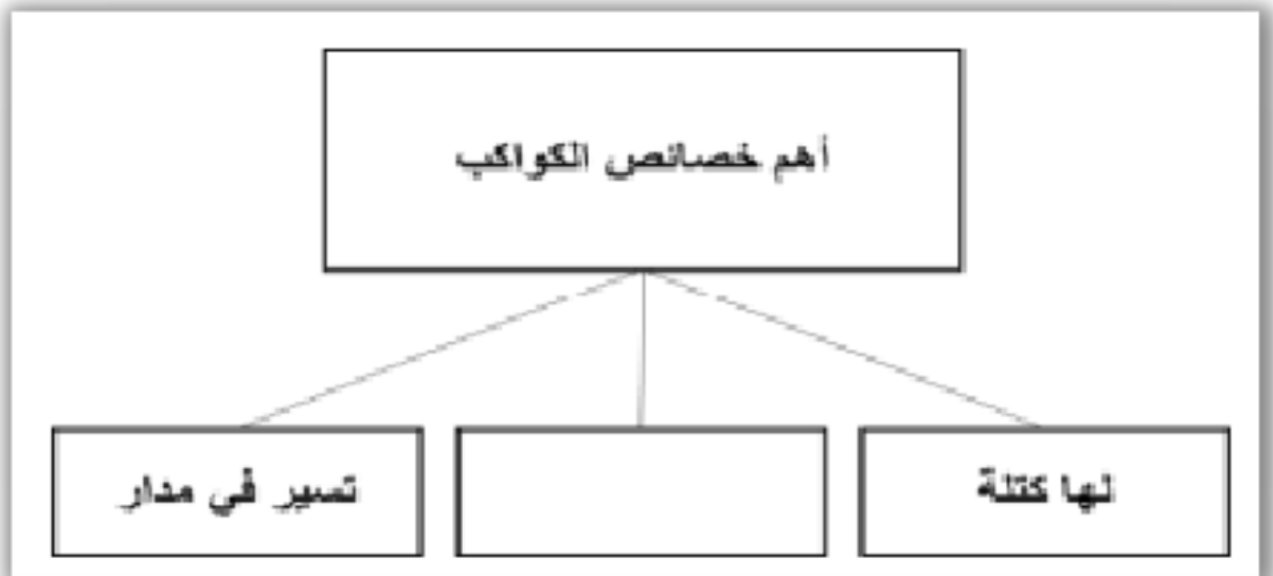 أهم خصائص الكواكب
لها كتلة
تسير في مدار